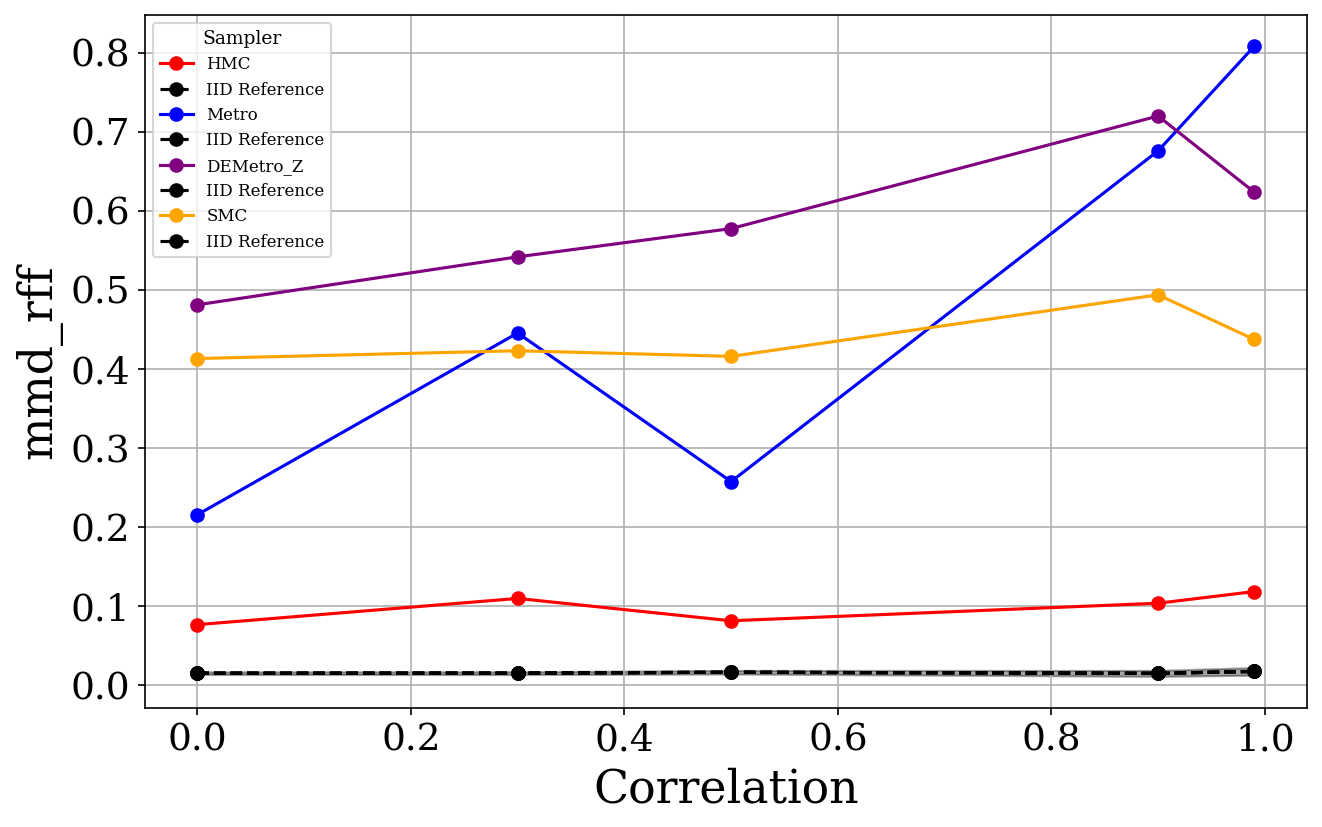 Sampler
HMC
IID Reference
Metro
IID Reference
DEMetro_Z
IID Reference
SMC
IID Reference
mmd_rff
0.8
0.7
0.6
0.5
0.4
0.3
0.2
0.1
0.0
0.0 0.2 0.4 0.6 0.8 1.0
Correlation